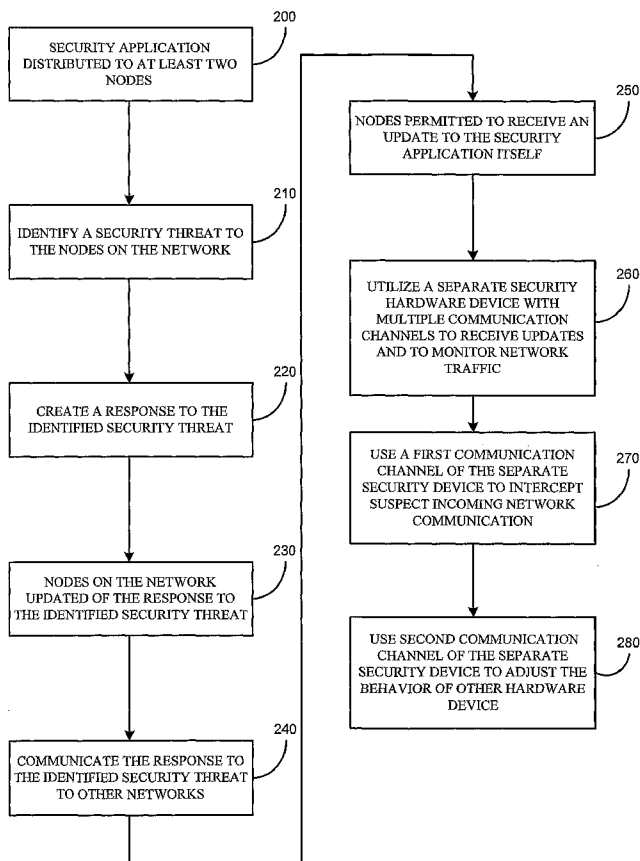 200
SECURITY APPLICATION
DISTRIBUTED TO AT LEAST TWO
NODES
210
IDENTIFY A SECURITY THREAT TO
THE NODES ON THE NETWORK
220
CREATE A RESPONSE TO THE
IDENTIFIED SECURITY THREAT
230
NODES ON THE NETWORK
UPDATED OF THE RESPONSE TO
THE IDENTIFIED SECURITY THREAT
240
COMMUNICATE THE RESPONSE TO
THE IDENTIFIED SECURITY THREAT
TO OTHER NETWORKS
250
NODES PERMITTED TO RECEIVE AN
UPDATE TO THE SECURITY
APPLICATION ITSELF
260
UTILIZE A SEPARATE SECURITY
HARDWARE DEVICE WITH
MULTIPLE COMMUNICATION
CHANNELS TO RECEIVE UPDATES
AND TO MONITOR NETWORK
TRAFFIC
270
USE A FIRST COMMUNICATION
CHANNEL OF THE SEPARATE
SECURITY DEVICE TO INTERCEPT
SUSPECT INCOMING NETWORK
COMMUNICATION
280
USE SECOND COMMUNICATION
CHANNEL OF THE SEPARATE
SECURITY DEVICE TO ADJUST THE
BEHAVIOR OF OTHER HARDWARE
DEVICE